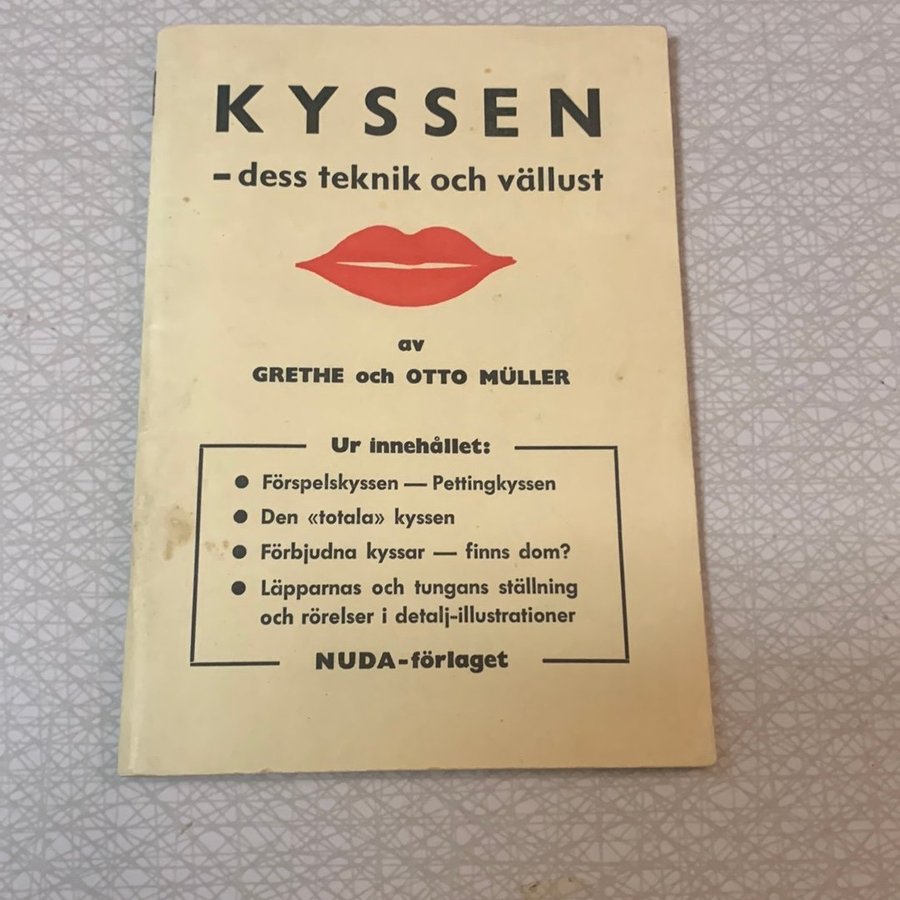 KYSSEN
- dess teknik och vällust
av
GRETHE och OTTO MÜLLER
Ur innehållet:
● Förspelskyssen — Pettingkyssen
● Den «totala» kyssen
● Förbjudna kyssar — finns dom?
● Läpparnas och tungans ställning
och rörelser i detalj-illustrationer
NUDA-förlaget